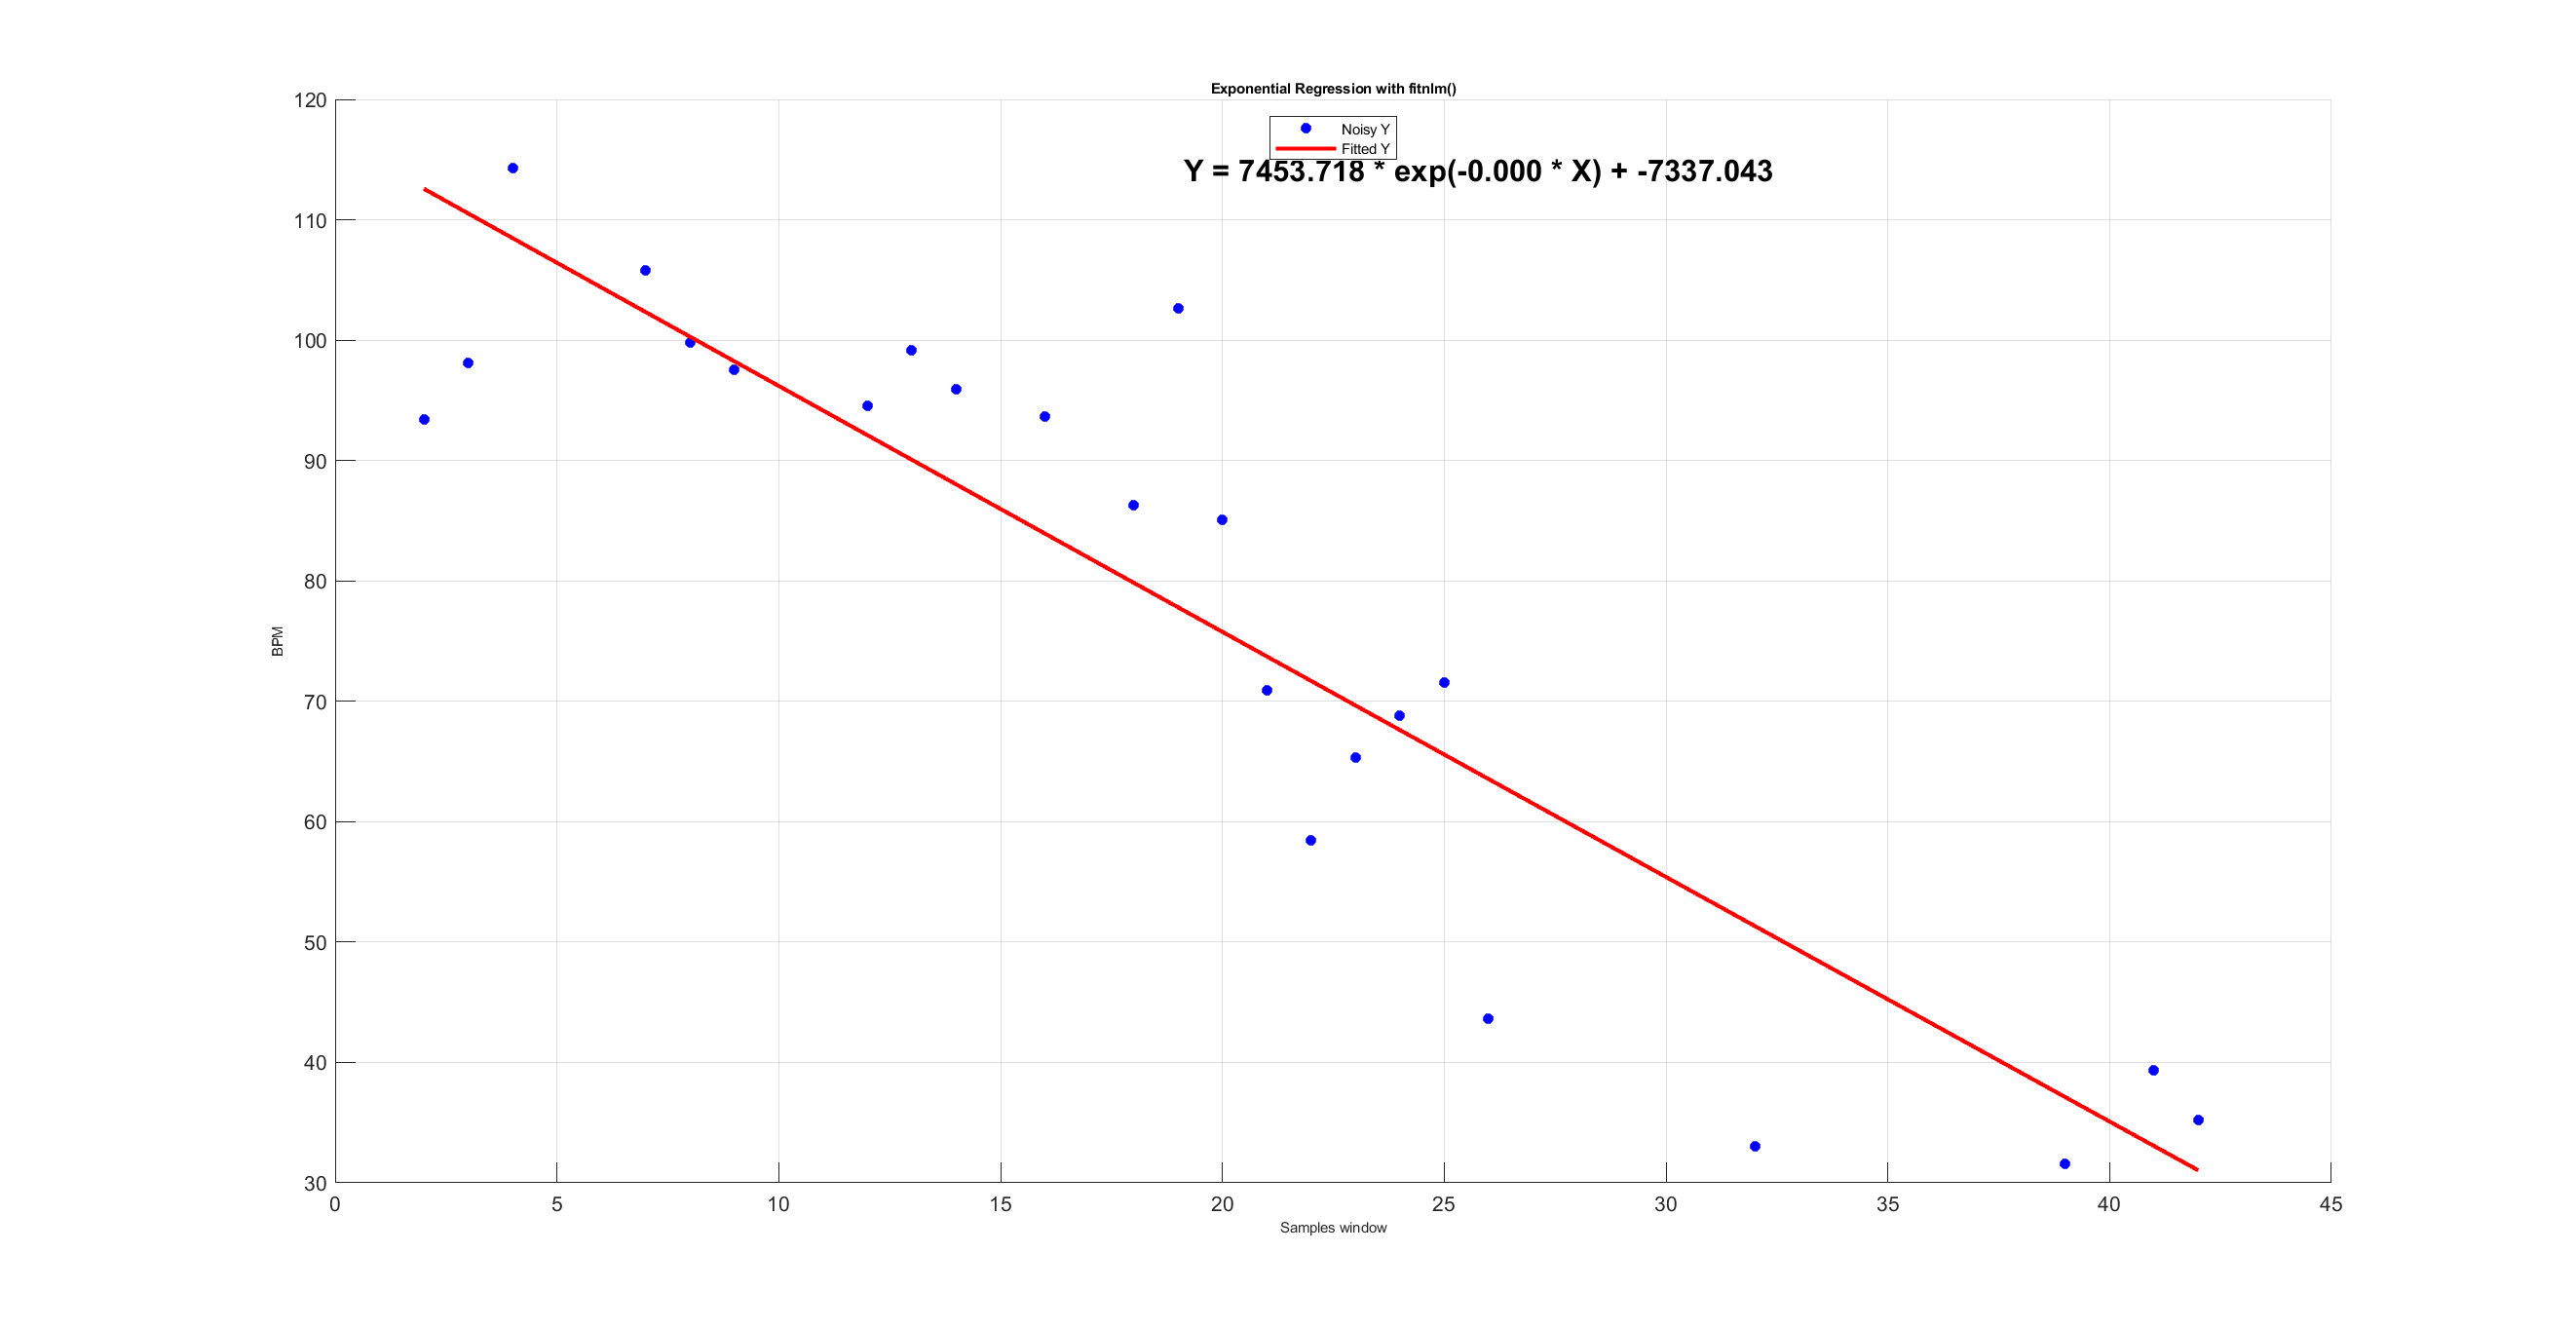 Exponential Regression with fitnlm()
Noisy Y
Fitted Y
Y = 7453.718 * exp(-0.000 * X) + -7337.043
120
110
100
90
80
70
60
50
40
30
BPM
0 5 10 15 20 25 30 35 40 45
Samples window